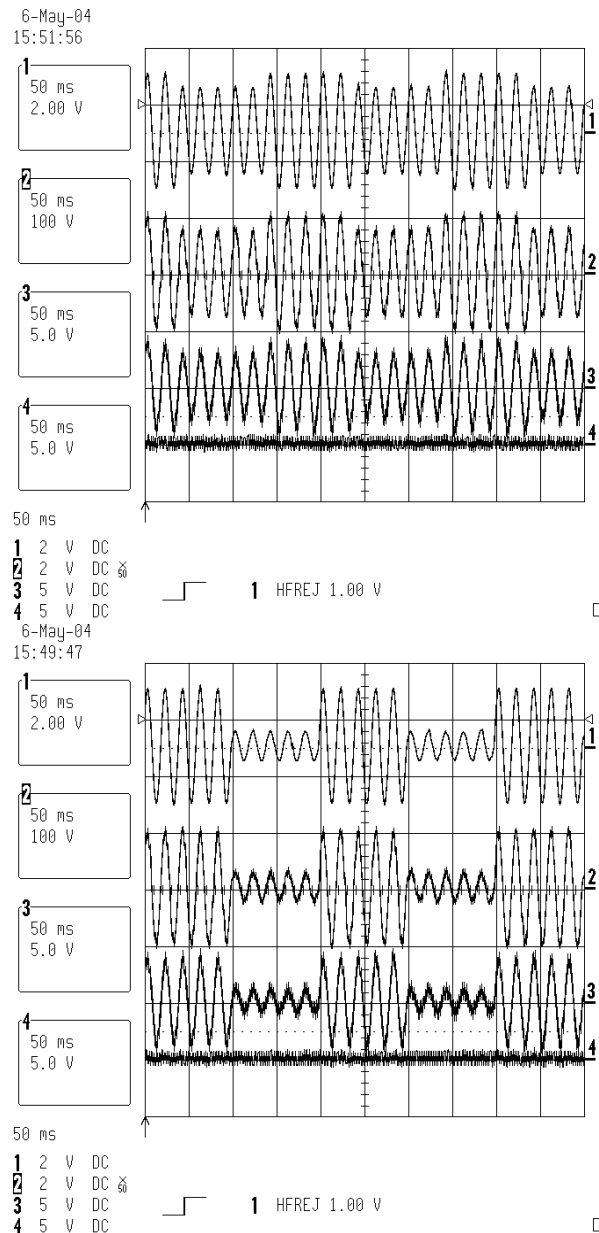 6-May-04
15:51:56
1
50 ms
2.00 V
2
50 ms
100 V
3
50 ms
5.0 V
4
50 ms
5.0 V
1
2
3
4
50 ms
1 2 V DC
2 2 V DC ×50
3 5 V DC
4 5 V DC
1 HFREJ 1.00 V
6-May-04
15:49:47
1
50 ms
2.00 V
2
50 ms
100 V
3
50 ms
5.0 V
4
50 ms
5.0 V
1
2
3
4
50 ms
1 2 V DC
2 2 V DC ×50
3 5 V DC
4 5 V DC
1 HFREJ 1.00 V